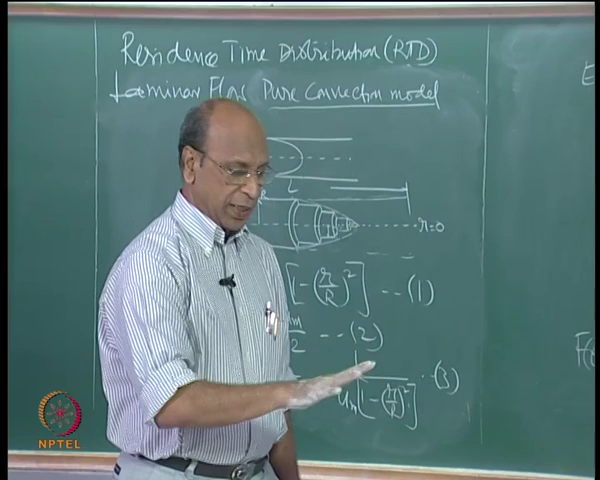 Residence Time Distribution (RTD)
Laminar Flow Pure Convection model
L
R
r=0
[1-(r/R)²] --(1)
um/2 --(2)
um[1-(r/R)²] --(3)
E
F(
NPTEL